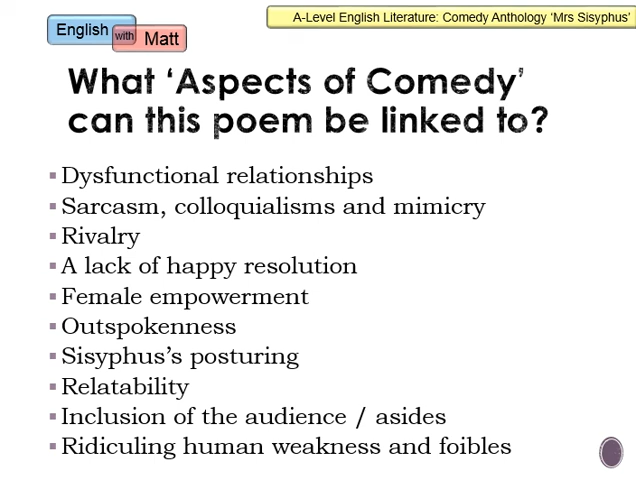 A-Level English Literature: Comedy Anthology 'Mrs Sisyphus'
English with Matt
What 'Aspects of Comedy'
can this poem be linked to?
▪ Dysfunctional relationships
▪ Sarcasm, colloquialisms and mimicry
▪ Rivalry
▪ A lack of happy resolution
▪ Female empowerment
▪ Outspokenness
▪ Sisyphus's posturing
▪ Relatability
▪ Inclusion of the audience / asides
▪ Ridiculing human weakness and foibles